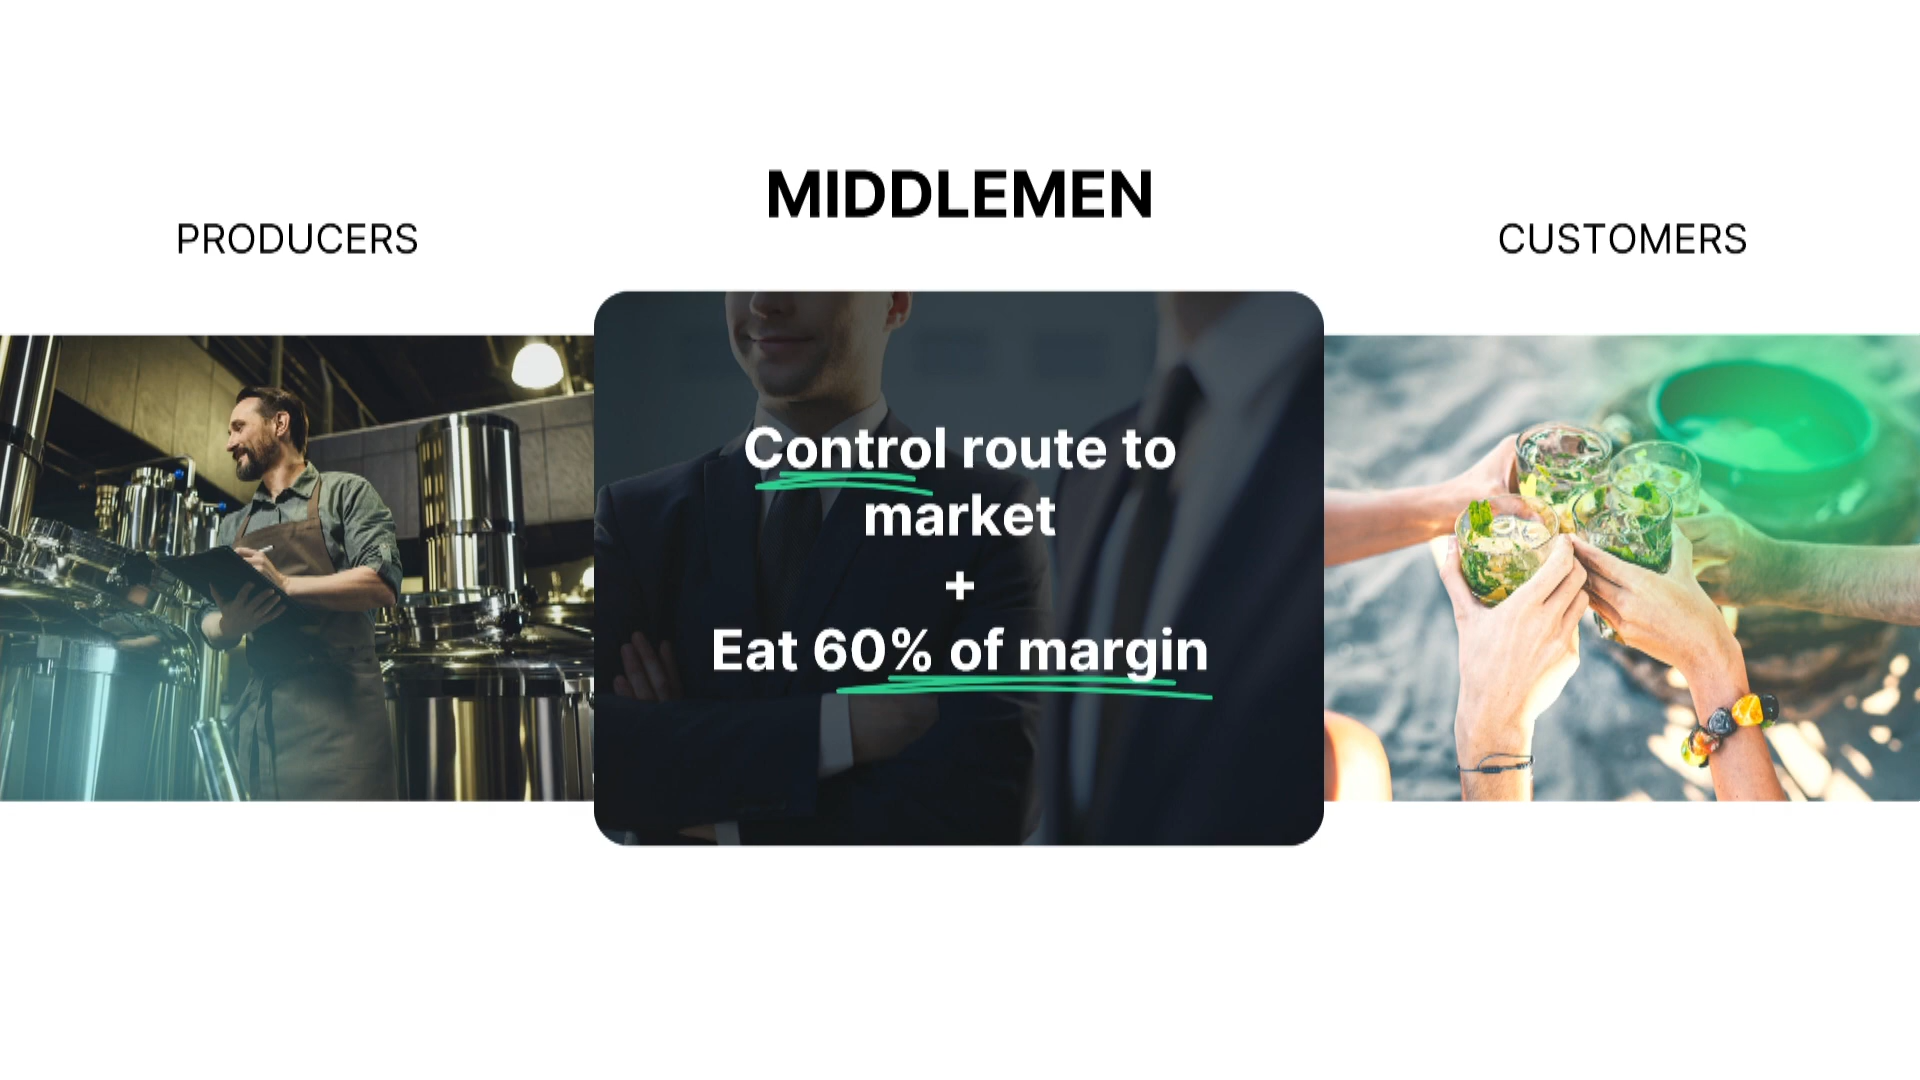 PRODUCERS
MIDDLEMEN
CUSTOMERS
Control route to
market
+
Eat 60% of margin